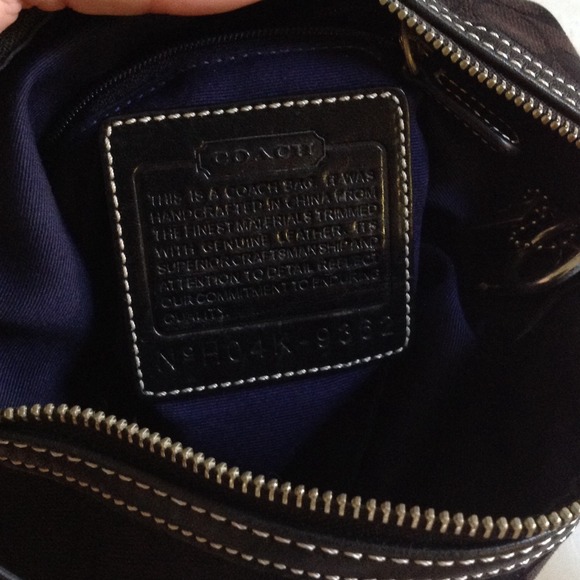 COACH
THIS IS A COACH BAG. IT WAS
HANDCRAFTED IN CHINA FROM
THE FINEST MATERIALS TRIMMED
WITH GENUINE LEATHER. ITS
SUPERIOR CRAFTSMANSHIP AND
ATTENTION TO DETAIL REFLECT
OUR COMMITMENT TO ENDURING
QUALITY.
Nº H04K-9362